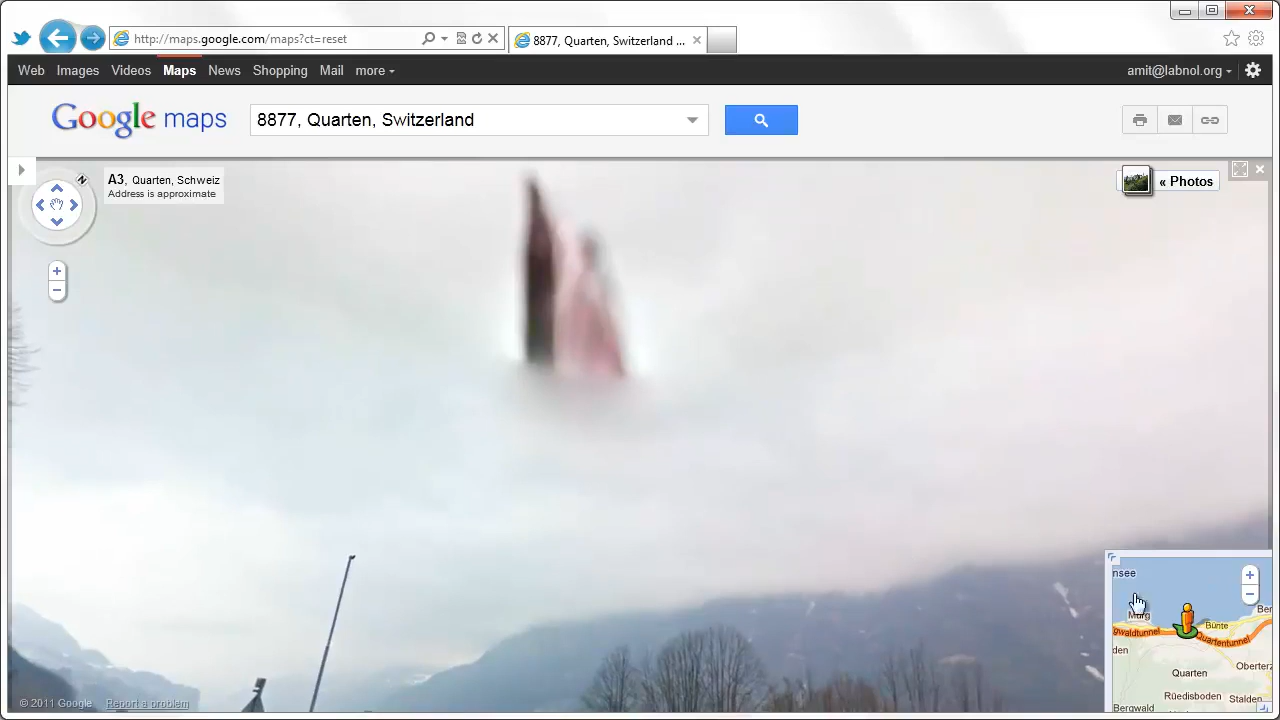 http://maps.google.com/maps?ct=reset
8877, Quarten, Switzerland ...
Web Images Videos Maps News Shopping Mail more
amit@labnol.org
Google maps
8877, Quarten, Switzerland
A3, Quarten, Schweiz
Address is approximate
« Photos
nsee
Murg
gwaldtunnel
Bünte
Ber
Quartentunnel
den
Oberterz
Quarten
Rüedisboden
Stalden
Bergwald
© 2011 Google
Report a problem